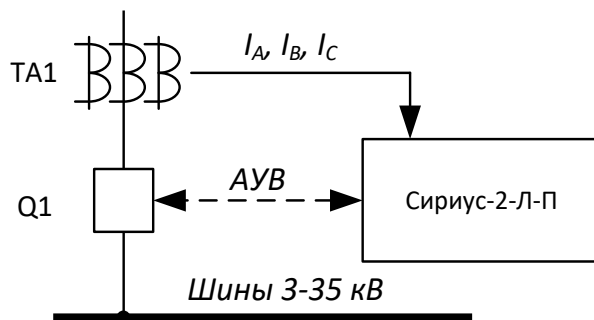 I_A, I_B, I_C
TA1
АУВ
Сириус-2-Л-П
Q1
Шины 3-35 кВ